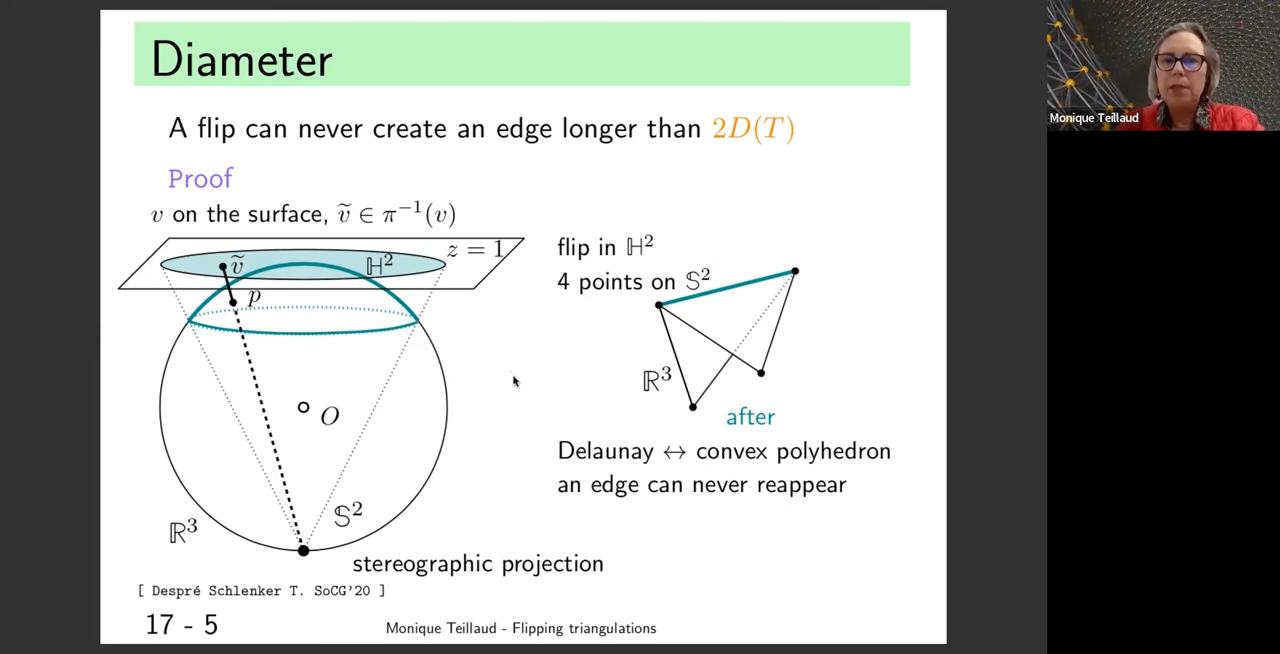 Diameter
A flip can never create an edge longer than 2D(T)
Proof
v on the surface, ṽ ∈ π⁻¹(v)
z = 1
ṽ
ℍ²
p
O
𝕊²
ℝ³
stereographic projection
flip in ℍ²
4 points on 𝕊²
ℝ³
after
Delaunay ↔ convex polyhedron
an edge can never reappear
[ Despré Schlenker T. SoCG'20 ]
17 - 5
Monique Teillaud - Flipping triangulations
Monique Teillaud